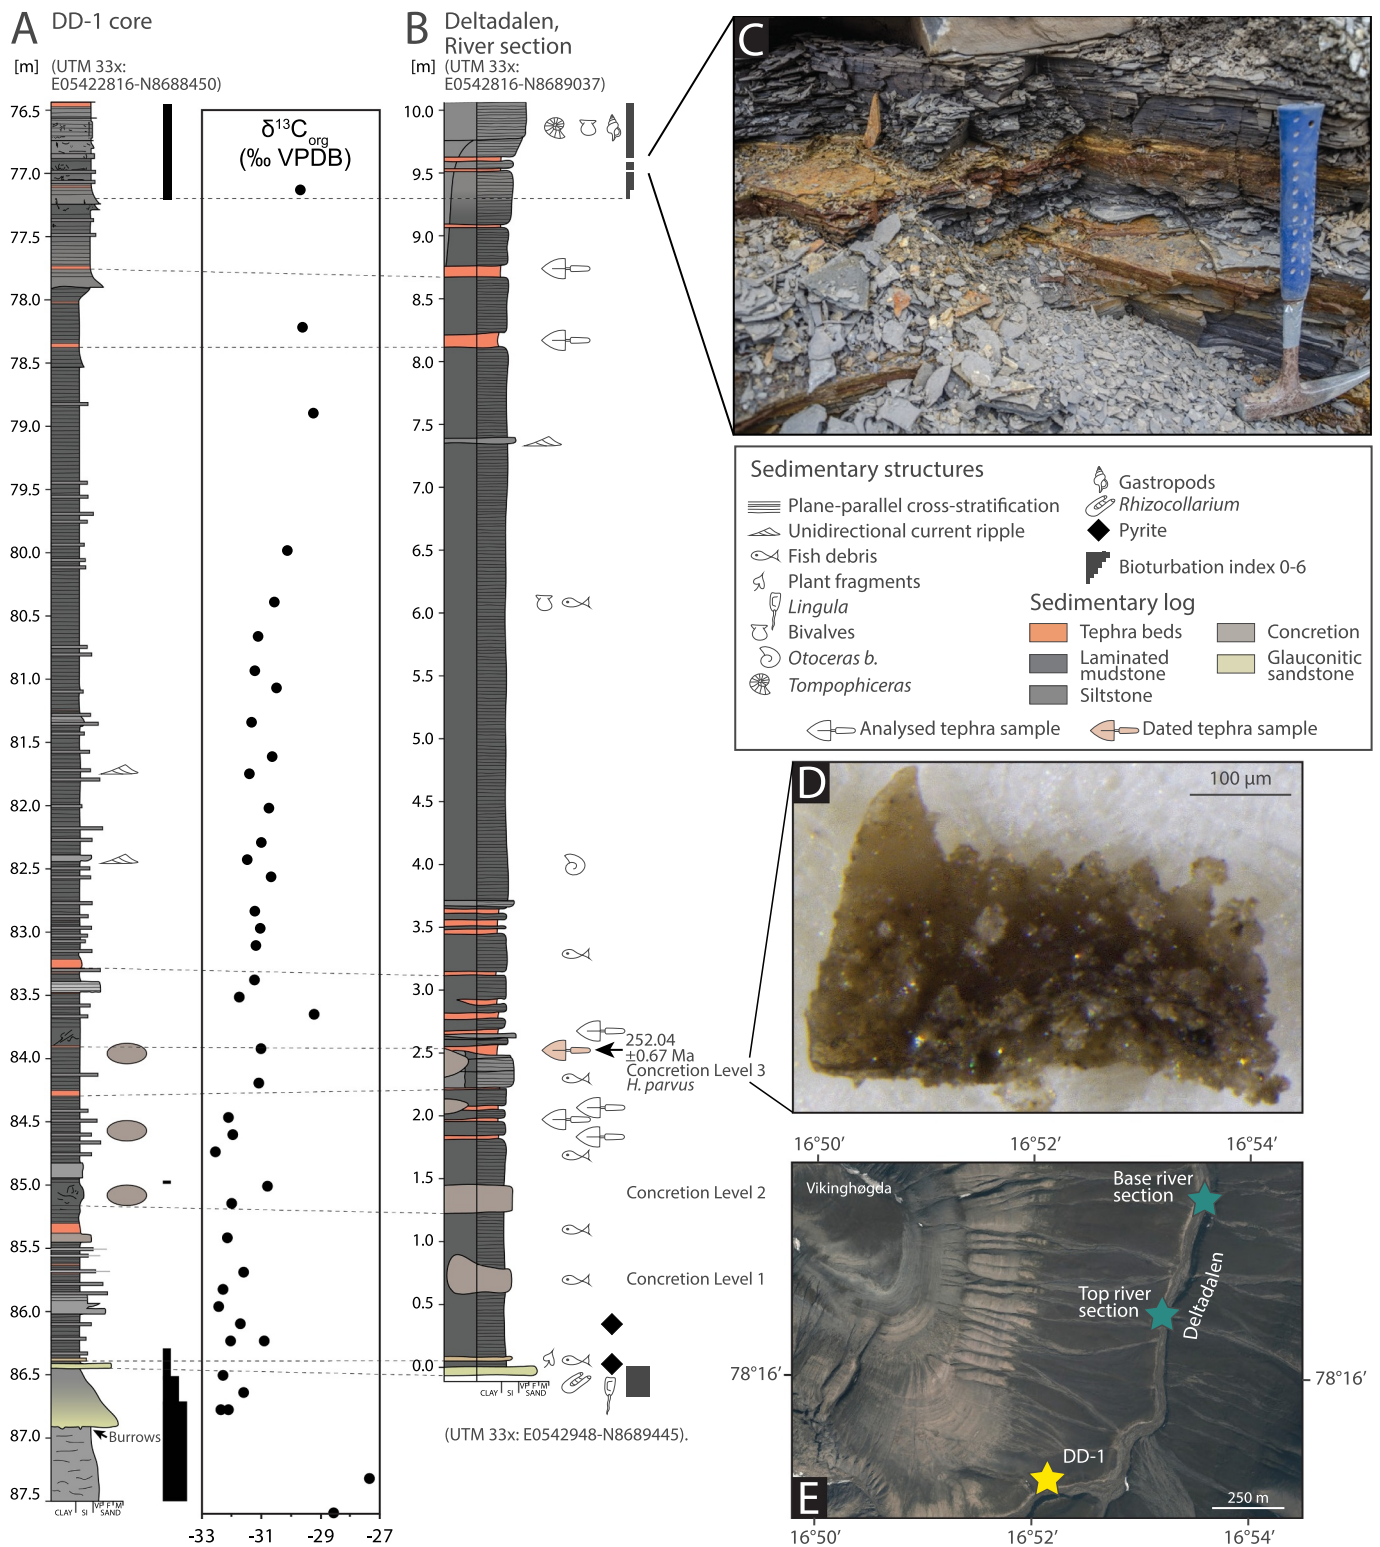 A DD-1 core
[m] (UTM 33x:
E05422816-N8688450)
76.5
77.0
77.5
78.0
78.5
79.0
79.5
80.0
80.5
81.0
81.5
82.0
82.5
83.0
83.5
84.0
84.5
85.0
85.5
86.0
86.5
87.0
87.5
Burrows
CLAY SI VF F M
SAND
δ13Corg
(‰ VPDB)
-33 -31 -29 -27
B Deltadalen,
River section
[m] (UTM 33x:
E0542816-N8689037)
10.0
9.5
9.0
8.5
8.0
7.5
7.0
6.5
6.0
5.5
5.0
4.5
4.0
3.5
3.0
2.5
2.0
1.5
1.0
0.5
0.0
252.04
±0.67 Ma
Concretion Level 3
H. parvus
Concretion Level 2
Concretion Level 1
CLAY SI VF F M
SAND
(UTM 33x: E0542948-N8689445).
C
Sedimentary structures
Plane-parallel cross-stratification
Unidirectional current ripple
Fish debris
Plant fragments
Lingula
Bivalves
Otoceras b.
Tompophiceras
Gastropods
Rhizocollarium
Pyrite
Bioturbation index 0-6
Sedimentary log
Tephra beds
Laminated
mudstone
Siltstone
Concretion
Glauconitic
sandstone
Analysed tephra sample
Dated tephra sample
D
100 µm
16°50′ 16°52′ 16°54′
Vikinghøgda
Base river
section
Top river
section
Deltadalen
78°16′ 78°16′
DD-1
E
250 m
16°50′ 16°52′ 16°54′